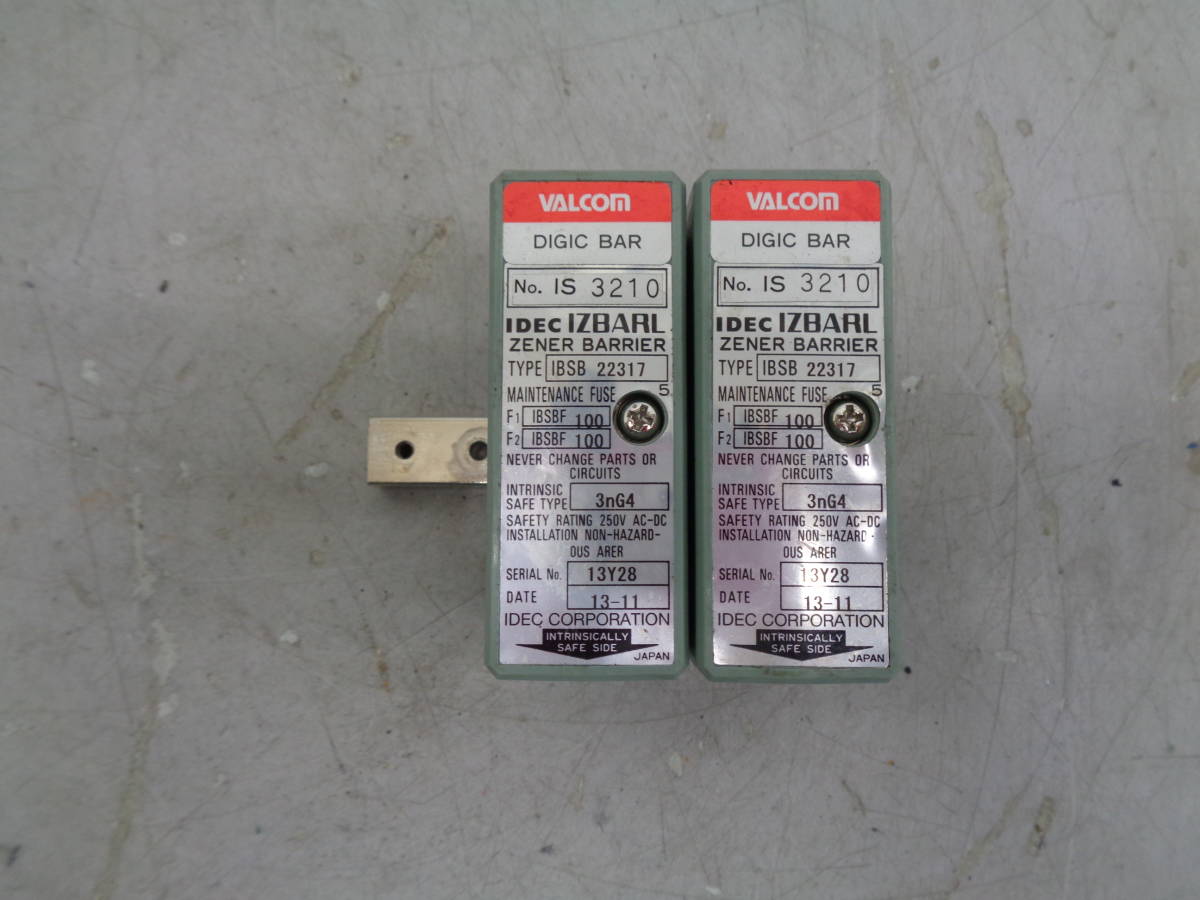 VALCOM
DIGIC BAR
No. IS 3210
IDEC IZBARL
ZENER BARRIER
TYPE IBSB 22317
MAINTENANCE FUSE 5
F1 IBSBF 100
F2 IBSBF 100
NEVER CHANGE PARTS OR
CIRCUITS
INTRINSIC
SAFE TYPE 3nG4
SAFETY RATING 250V AC-DC
INSTALLATION NON-HAZARD-
OUS ARER
SERIAL No. 13Y28
DATE 13-11
IDEC CORPORATION
INTRINSICALLY
SAFE SIDE
JAPAN
VALCOM
DIGIC BAR
No. IS 3210
IDEC IZBARL
ZENER BARRIER
TYPE IBSB 22317
MAINTENANCE FUSE 5
F1 IBSBF 100
F2 IBSBF 100
NEVER CHANGE PARTS OR
CIRCUITS
INTRINSIC
SAFE TYPE 3nG4
SAFETY RATING 250V AC-DC
INSTALLATION NON-HAZARD-
OUS ARER
SERIAL No. 13Y28
DATE 13-11
IDEC CORPORATION
INTRINSICALLY
SAFE SIDE
JAPAN